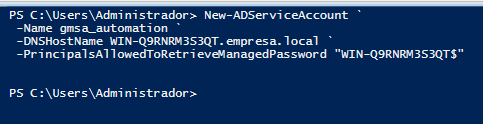 PS C:\Users\Administrador> New-ADServiceAccount `
-Name gmsa_automation `
-DNSHostName WIN-Q9RNRM3S3QT.empresa.local `
-PrincipalsAllowedToRetrieveManagedPassword "WIN-Q9RNRM3S3QT$"
PS C:\Users\Administrador>